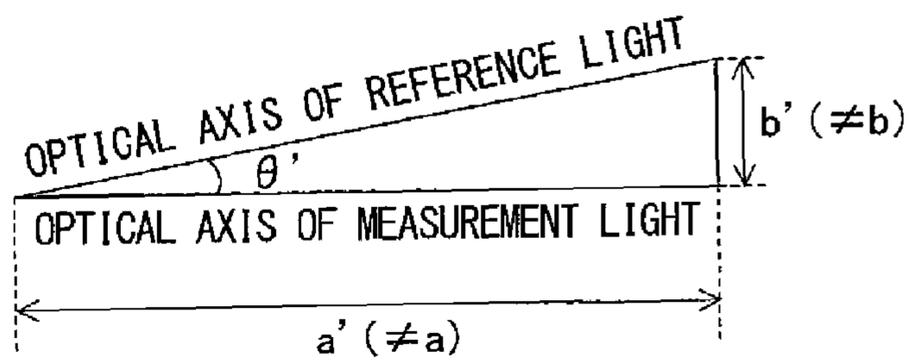 OPTICAL AXIS OF REFERENCE LIGHT
b' (≠b)
θ'
OPTICAL AXIS OF MEASUREMENT LIGHT
a' (≠a)